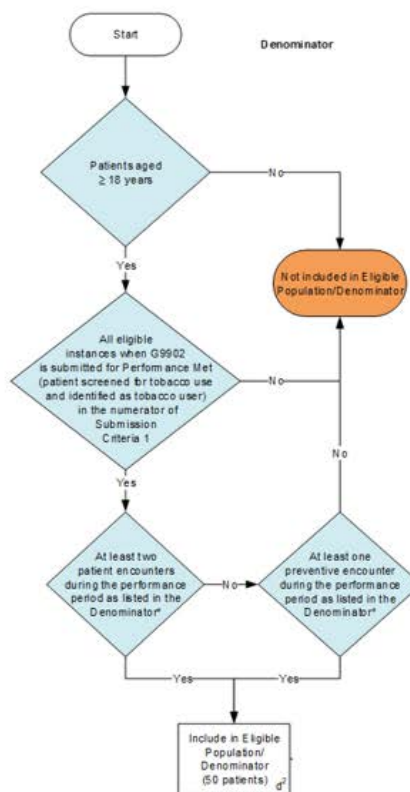 Start
Denominator
Patients aged
≥ 18 years
No
Not included in Eligible
Population/Denominator
Yes
All eligible
instances when G9902
is submitted for Performance Met
(patient screened for tobacco use
and identified as tobacco user)
in the numerator of
Submission
Criteria 1
No
No
Yes
At least two
patient encounters
during the performance
period as listed in the
Denominator*
No
At least one
preventive encounter
during the performance
period as listed in the
Denominator*
Yes
Yes
Include in Eligible
Population/
Denominator
(50 patients) d²